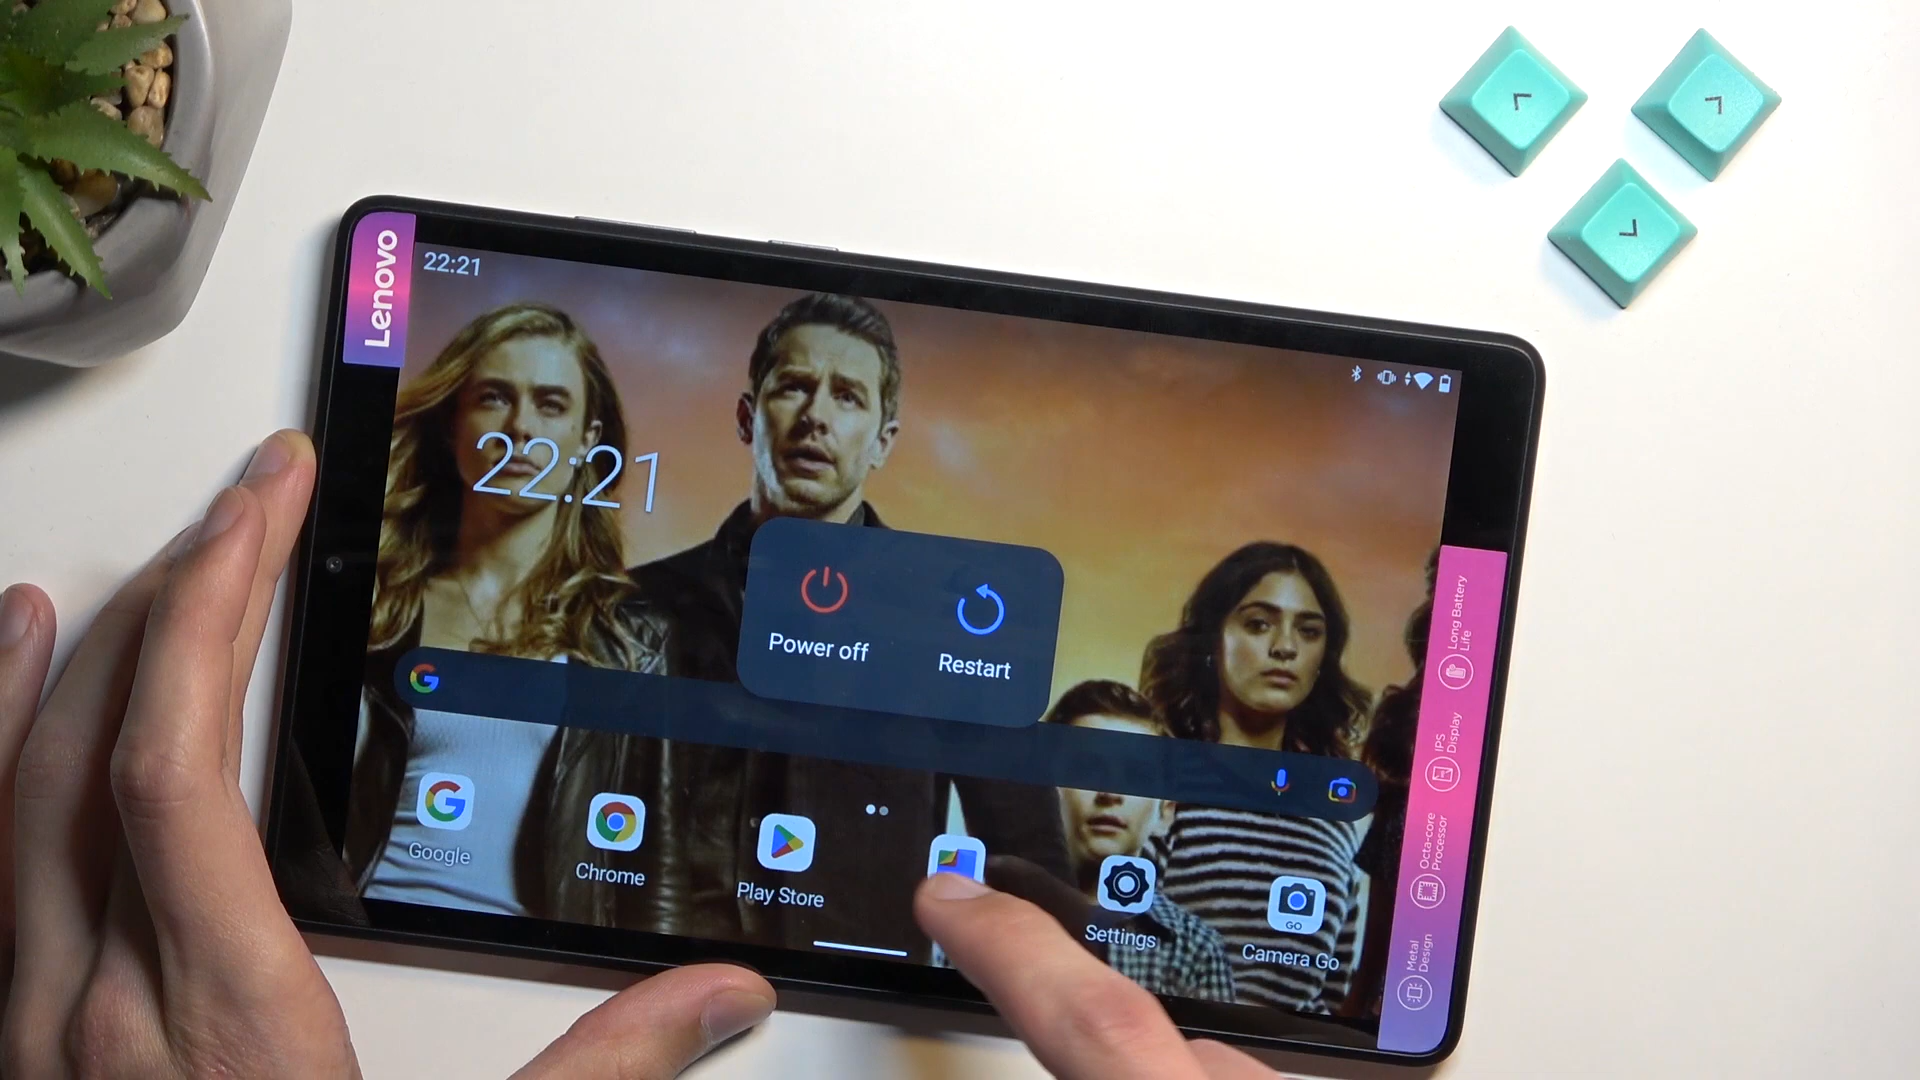 Lenovo
22:21
22:21
Power off
Restart
Google
Chrome
Play Store
Settings
GO
Camera Go
Long Battery
Life
IPS
Display
Octa-core
Processor
Metal
Design